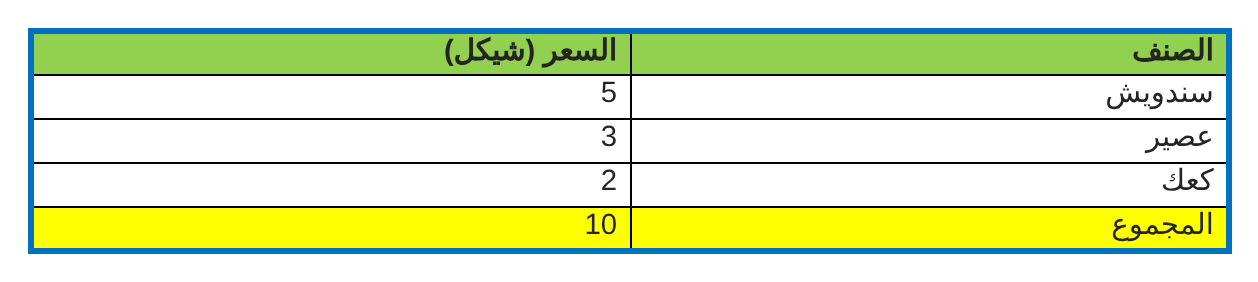 الصنف السعر (شيكل)
سندويش 5
عصير 3
كعك 2
المجموع 10